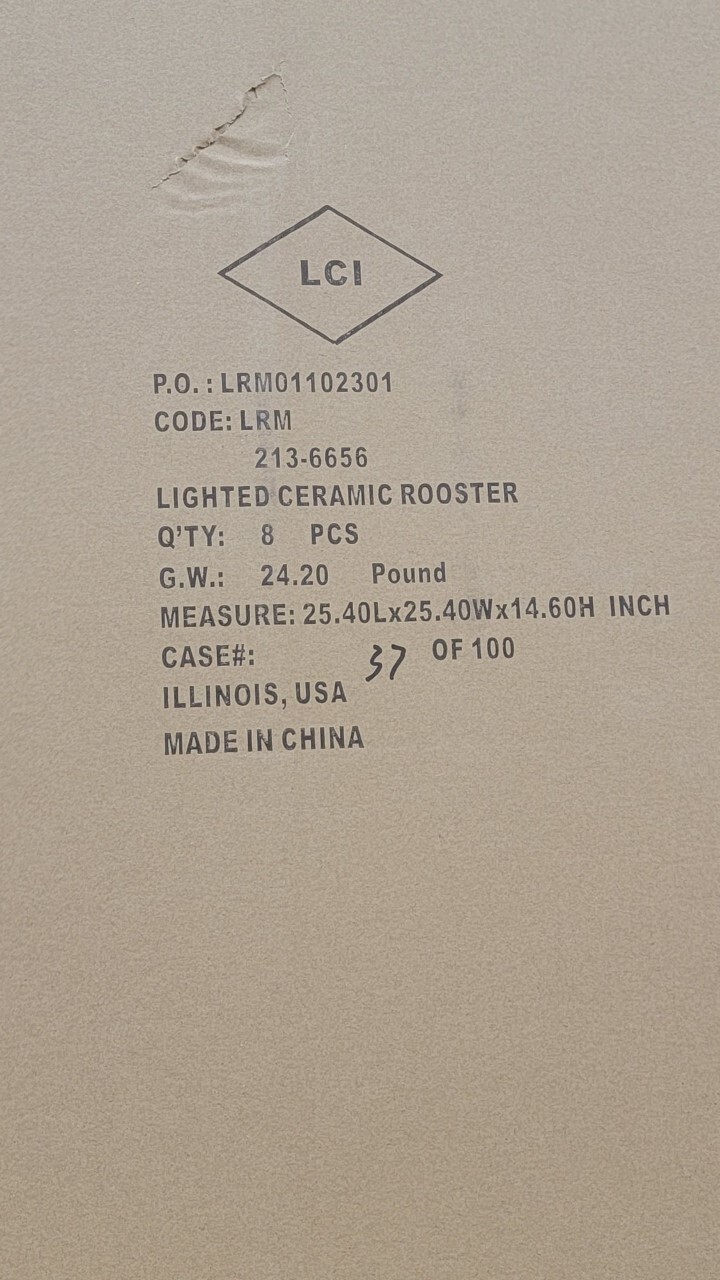 LCI
P.O. : LRM01102301
CODE: LRM
213-6656
LIGHTED CERAMIC ROOSTER
Q'TY: 8 PCS
G.W.: 24.20 Pound
MEASURE: 25.40Lx25.40Wx14.60H INCH
CASE#: 37 OF 100
ILLINOIS, USA
MADE IN CHINA